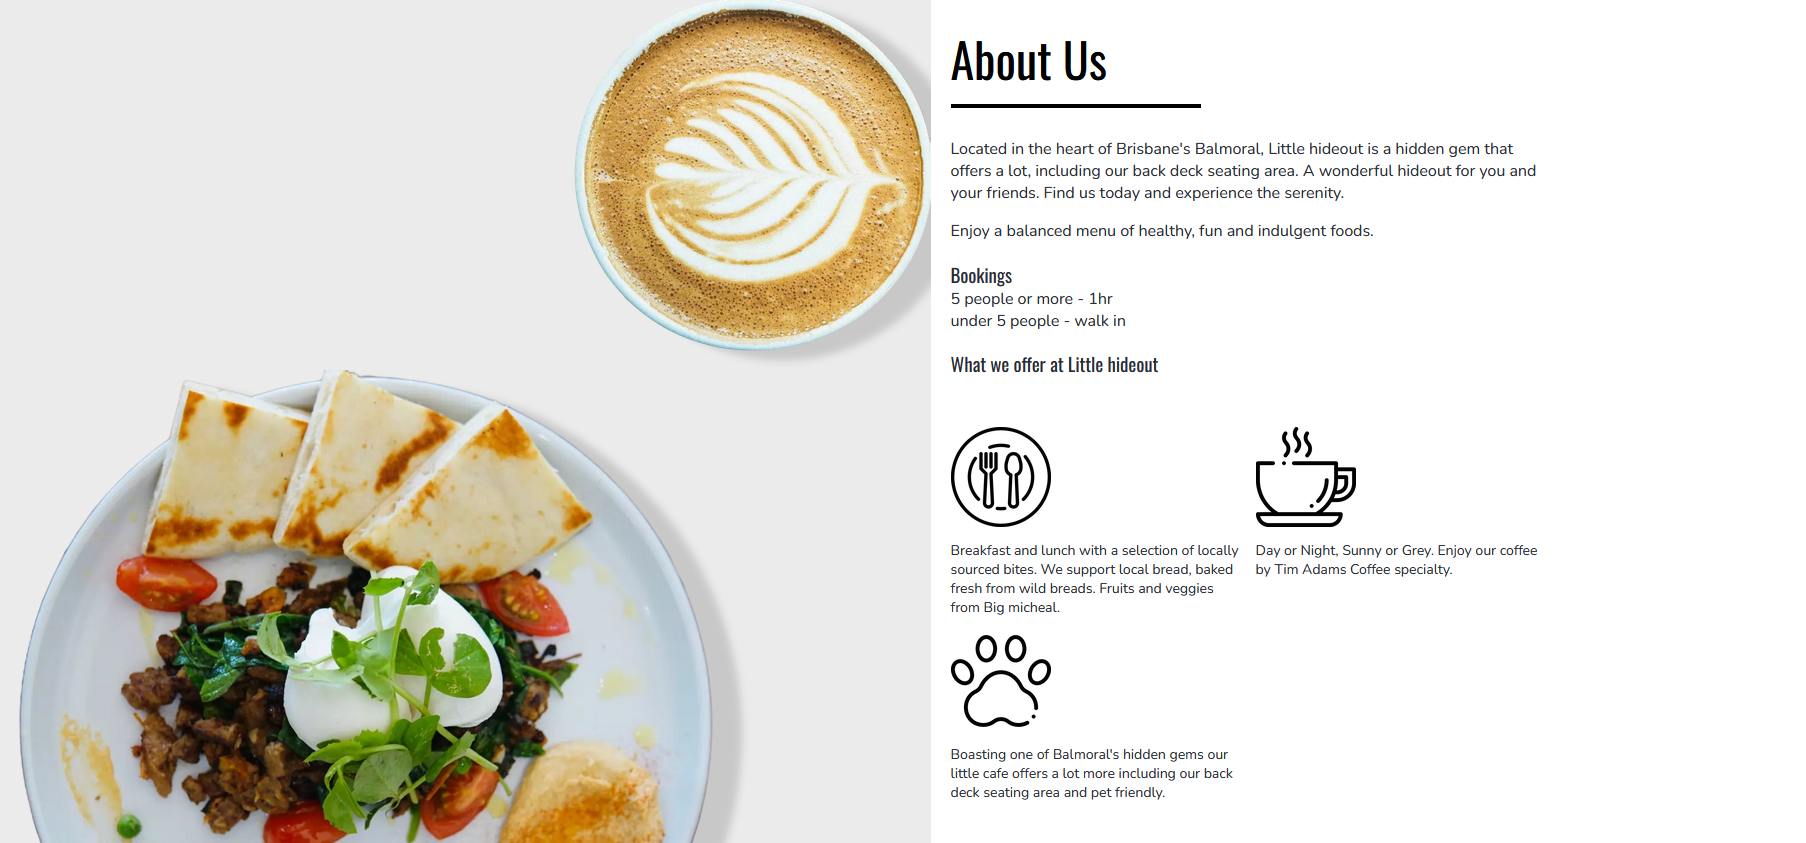 About Us
Located in the heart of Brisbane's Balmoral, Little hideout is a hidden gem that
offers a lot, including our back deck seating area. A wonderful hideout for you and
your friends. Find us today and experience the serenity.
Enjoy a balanced menu of healthy, fun and indulgent foods.
Bookings
5 people or more - 1hr
under 5 people - walk in
What we offer at Little hideout
Breakfast and lunch with a selection of locally
sourced bites. We support local bread, baked
fresh from wild breads. Fruits and veggies
from Big micheal.
Day or Night, Sunny or Grey. Enjoy our coffee
by Tim Adams Coffee specialty.
Boasting one of Balmoral's hidden gems our
little cafe offers a lot more including our back
deck seating area and pet friendly.